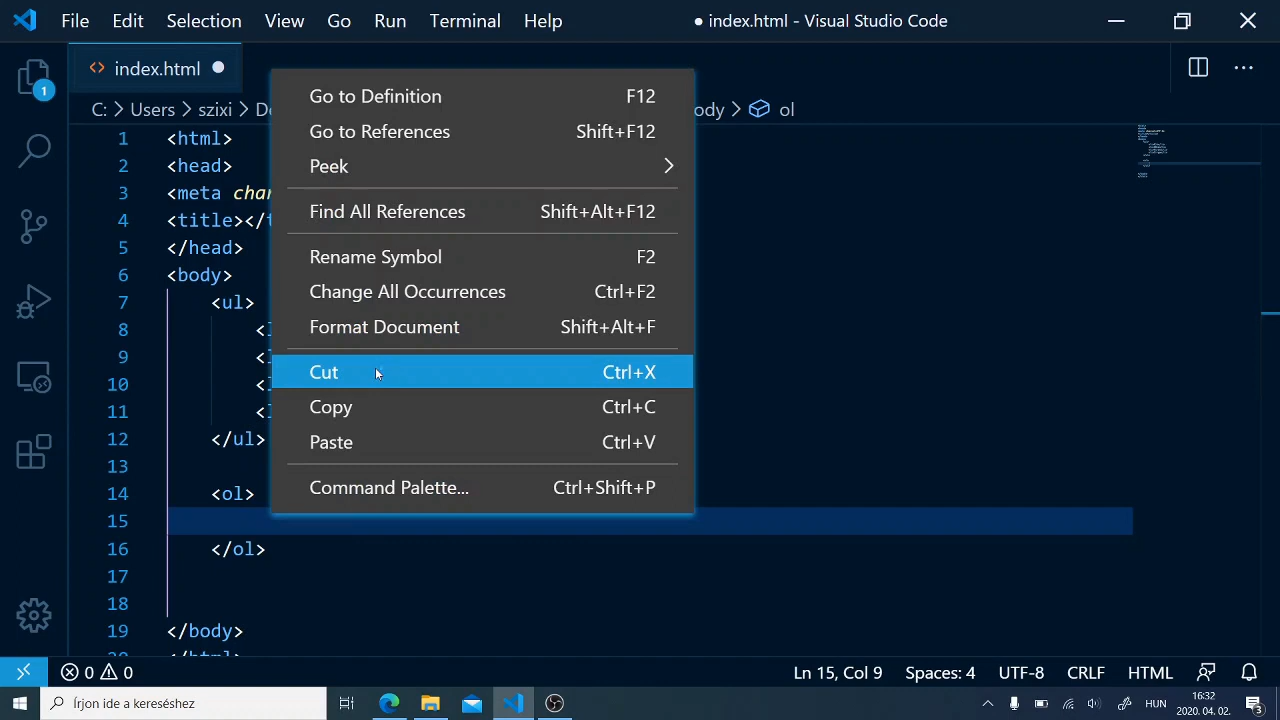 File Edit Selection View Go Run Terminal Help ● index.html - Visual Studio Code
<> index.html ●
1
C: > Users > szixi > D
ody > ol
Go to Definition F12
Go to References Shift+F12
Peek
Find All References Shift+Alt+F12
Rename Symbol F2
Change All Occurrences Ctrl+F2
Format Document Shift+Alt+F
Cut Ctrl+X
Copy Ctrl+C
Paste Ctrl+V
Command Palette... Ctrl+Shift+P
1 <html>
2 <head>
3 <meta char
4 <title></t
5 </head>
6 <body>
7 <ul>
8 <l
9 <l
10 <l
11 <l
12 </ul>
13
14 <ol>
15
16 </ol>
17
18
19 </body>
20 </html>
0 0 Ln 15, Col 9 Spaces: 4 UTF-8 CRLF HTML
Írjon ide a kereséshez HUN 16:32
2020. 04. 02. 3